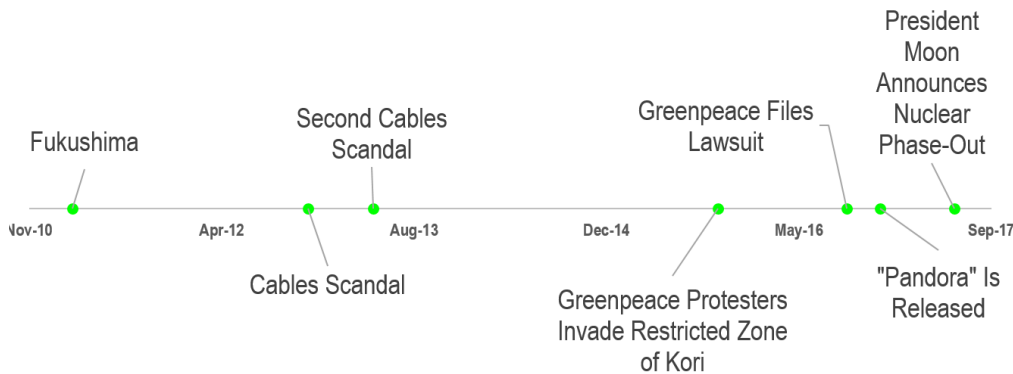 President
Moon
Announces
Nuclear
Phase-Out
Greenpeace Files
Lawsuit
Second Cables
Scandal
Fukushima
Nov-10
Apr-12
Aug-13
Dec-14
May-16
Sep-17
Cables Scandal
"Pandora" Is
Released
Greenpeace Protesters
Invade Restricted Zone
of Kori